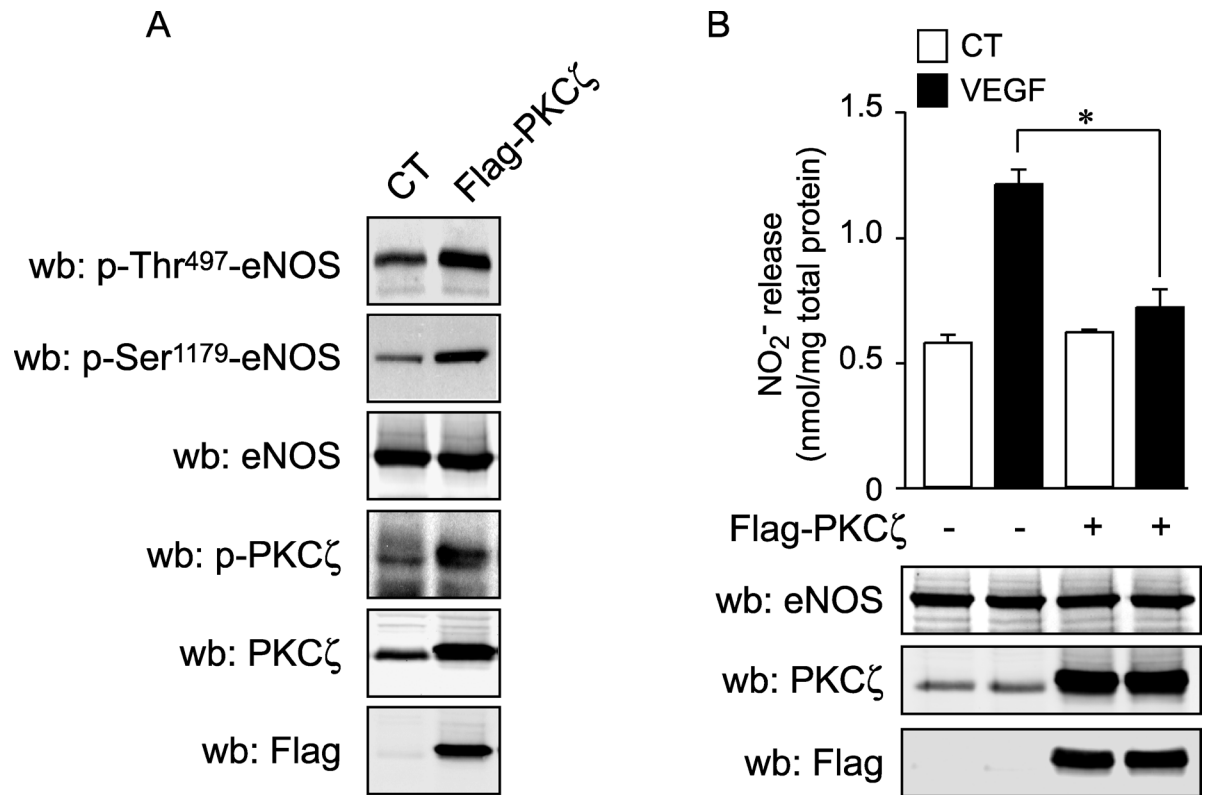 A
CT
Flag-PKCζ
wb: p-Thr497-eNOS
wb: p-Ser1179-eNOS
wb: eNOS
wb: p-PKCζ
wb: PKCζ
wb: Flag
B
CT
VEGF
1.5
*
1.0
0.5
0
NO2- release
(nmol/mg total protein)
Flag-PKCζ - - + +
wb: eNOS
wb: PKCζ
wb: Flag